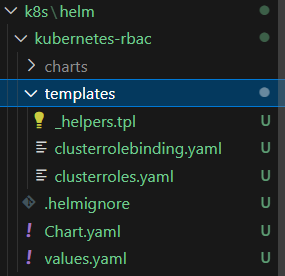 k8s\helm
kubernetes-rbac
charts
templates
_helpers.tpl U
clusterrolebinding.yaml U
clusterroles.yaml U
.helmignore U
! Chart.yaml U
! values.yaml U